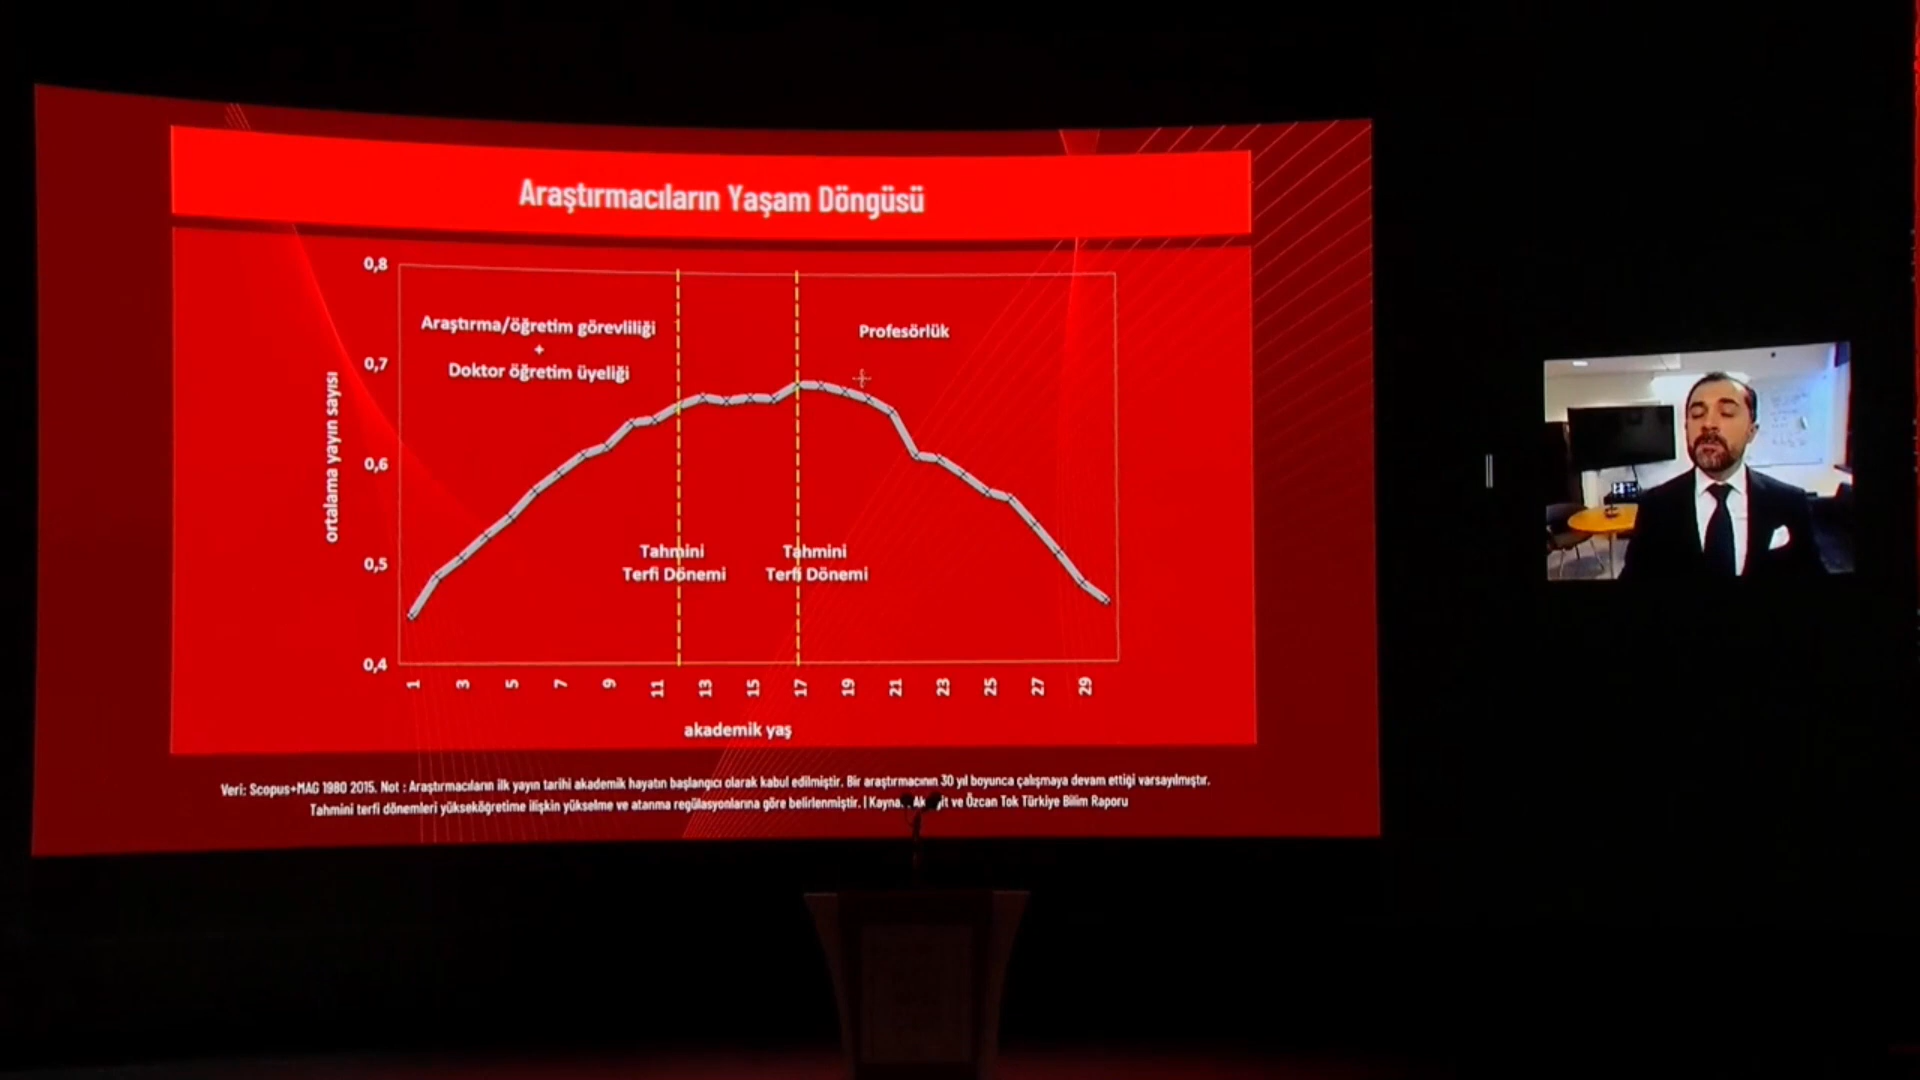 Araştırmacıların Yaşam Döngüsü
0,8
0,7
0,6
0,5
0,4
ortalama yayın sayısı
Araştırma/öğretim görevliliği
+
Doktor öğretim üyeliği
Profesörlük
Tahmini
Terfi Dönemi
Tahmini
Terfi Dönemi
1 3 5 7 9 11 13 15 17 19 21 23 25 27 29
akademik yaş
Veri: Scopus+MAG 1980 2015. Not : Araştırmacıların ilk yayın tarihi akademik hayatın başlangıcı olarak kabul edilmiştir. Bir araştırmacının 30 yıl boyunca çalışmaya devam ettiği varsayılmıştır.
Tahmini terfi dönemleri yükseköğretime ilişkin yükselme ve atanma regülasyonlarına göre belirlenmiştir. | ve Özcan Tok Türkiye Bilim Raporu